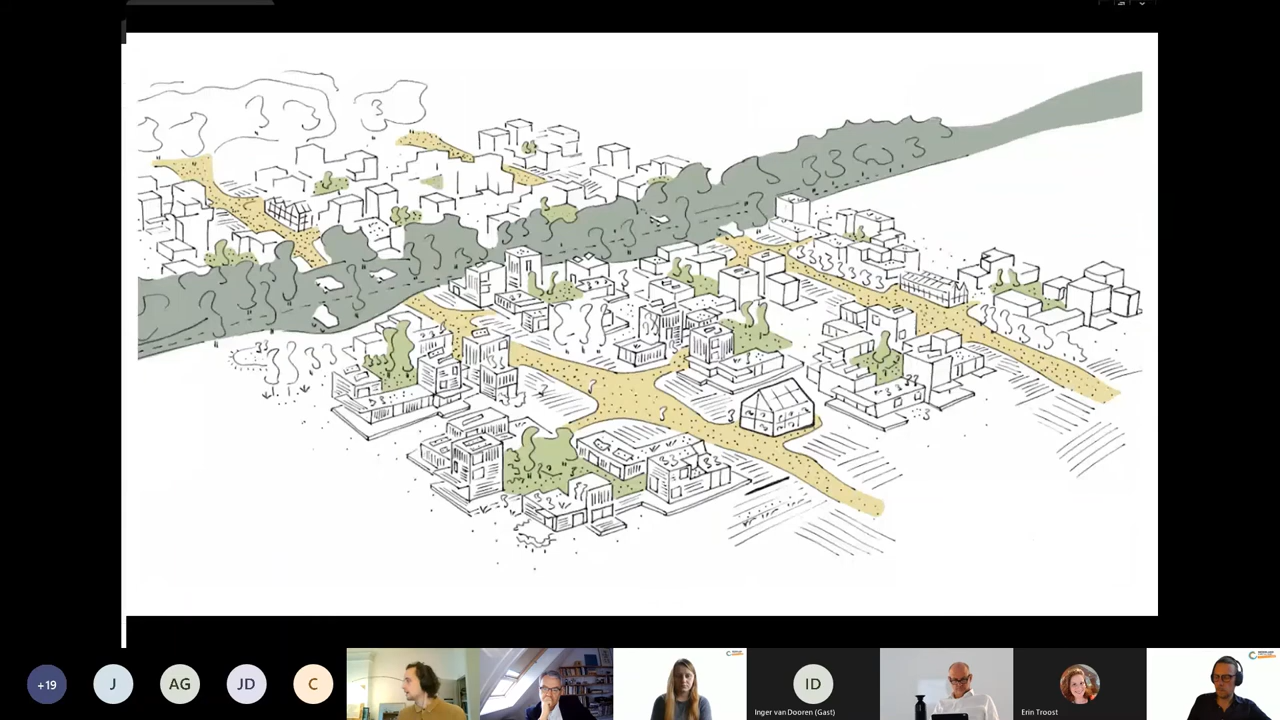 +19
J
AG
JD
C
ID
Inger van Dooren (Gast)
Erin Troost